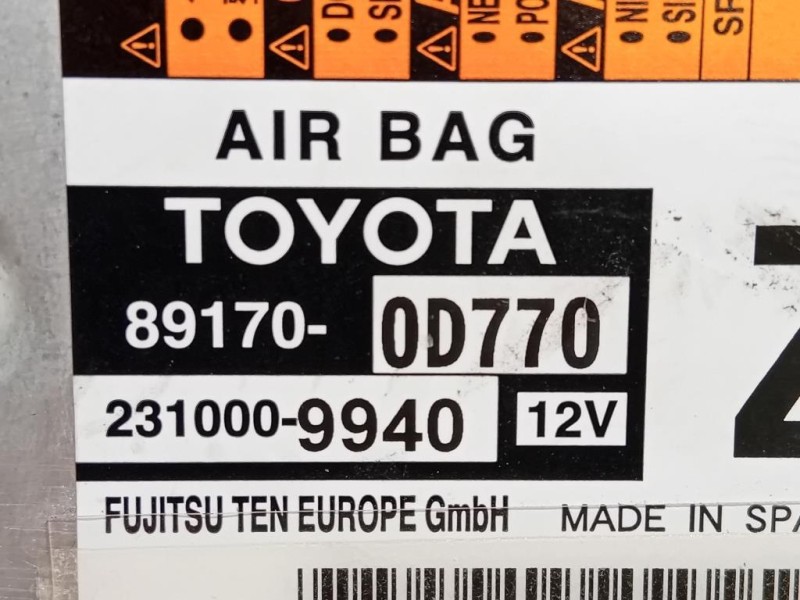 AIR BAG
TOYOTA
89170- 0D770
231000-9940 12V
FUJITSU TEN EUROPE GmbH MADE IN SPA